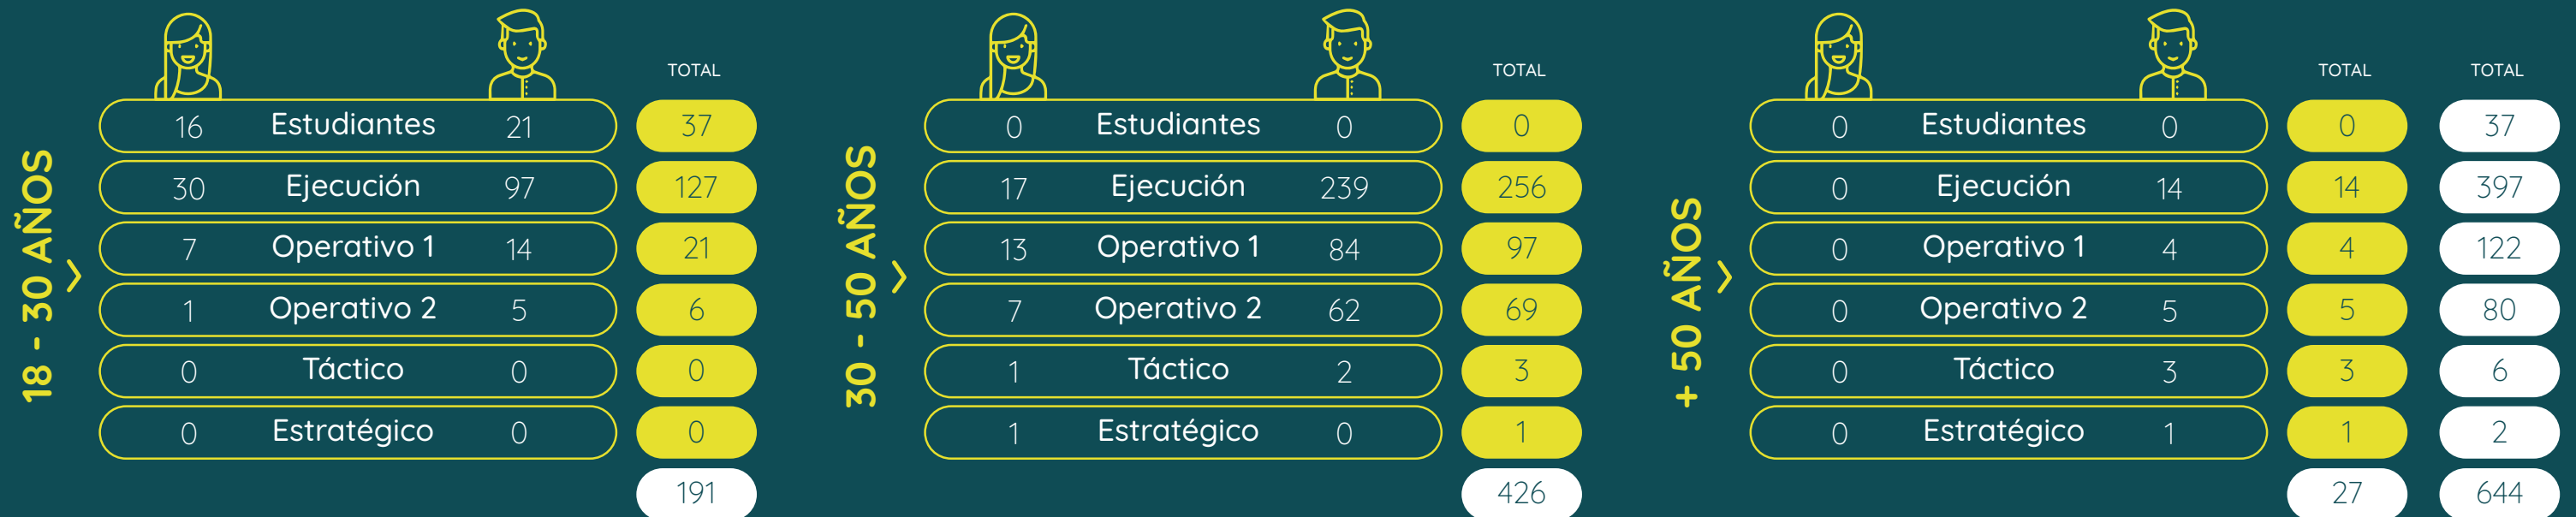 18 - 30 AÑOS
TOTAL
16 Estudiantes 21 37
30 Ejecución 97 127
7 Operativo 1 14 21
1 Operativo 2 5 6
0 Táctico 0 0
0 Estratégico 0 0
191
30 - 50 AÑOS
TOTAL
0 Estudiantes 0 0
17 Ejecución 239 256
13 Operativo 1 84 97
7 Operativo 2 62 69
1 Táctico 2 3
1 Estratégico 0 1
426
+ 50 AÑOS
TOTAL TOTAL
0 Estudiantes 0 0 37
0 Ejecución 14 14 397
0 Operativo 1 4 4 122
0 Operativo 2 5 5 80
0 Táctico 3 3 6
0 Estratégico 1 1 2
27 644